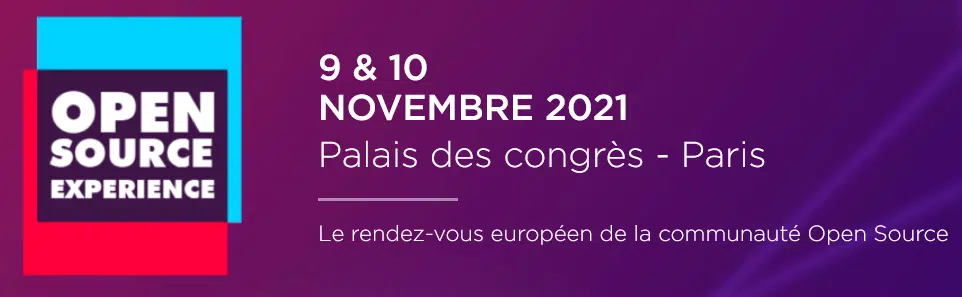 OPEN
SOURCE
EXPERIENCE
9 & 10
NOVEMBRE 2021
Palais des congrès - Paris
Le rendez-vous européen de la communauté Open Source